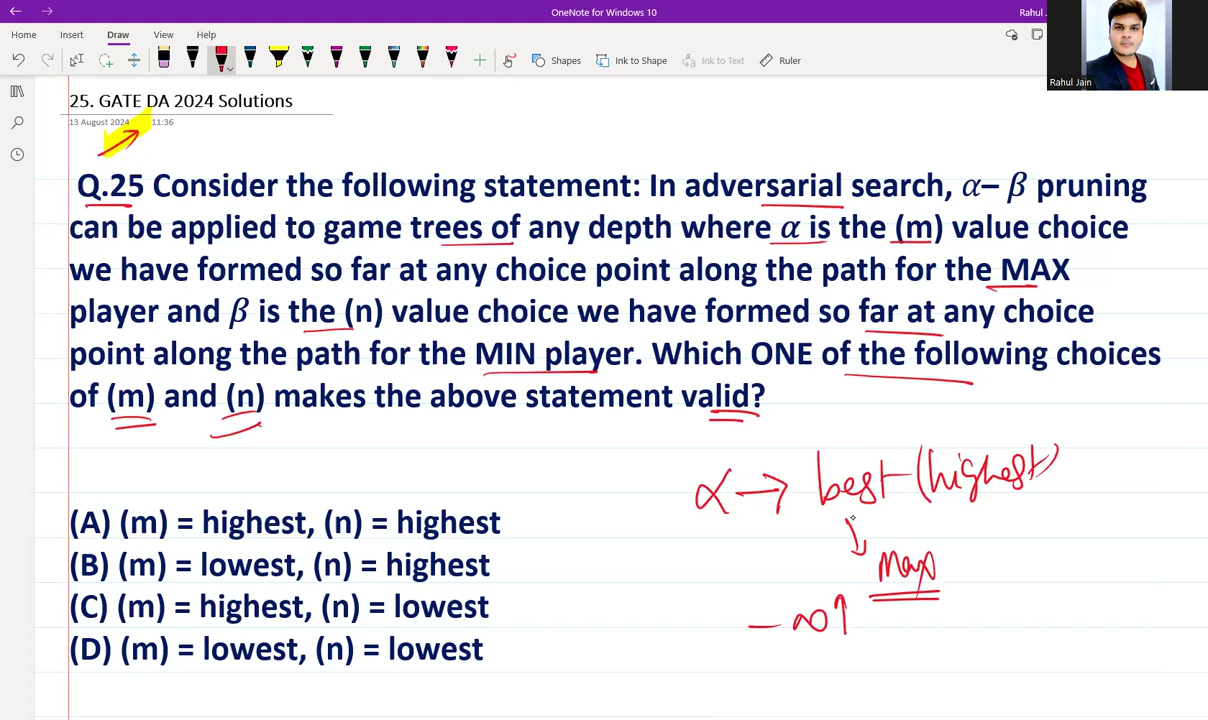 OneNote for Windows 10
Rahul J
Home Insert Draw View Help
Shapes Ink to Shape Ink to Text Ruler
Rahul Jain
25. GATE DA 2024 Solutions
13 August 2024 11:36
Q.25 Consider the following statement: In adversarial search, α– β pruning
can be applied to game trees of any depth where α is the (m) value choice
we have formed so far at any choice point along the path for the MAX
player and β is the (n) value choice we have formed so far at any choice
point along the path for the MIN player. Which ONE of the following choices
of (m) and (n) makes the above statement valid?
α → best (highest)
(A) (m) = highest, (n) = highest
(B) (m) = lowest, (n) = highest
Max
(C) (m) = highest, (n) = lowest
– ∞ ↑
(D) (m) = lowest, (n) = lowest